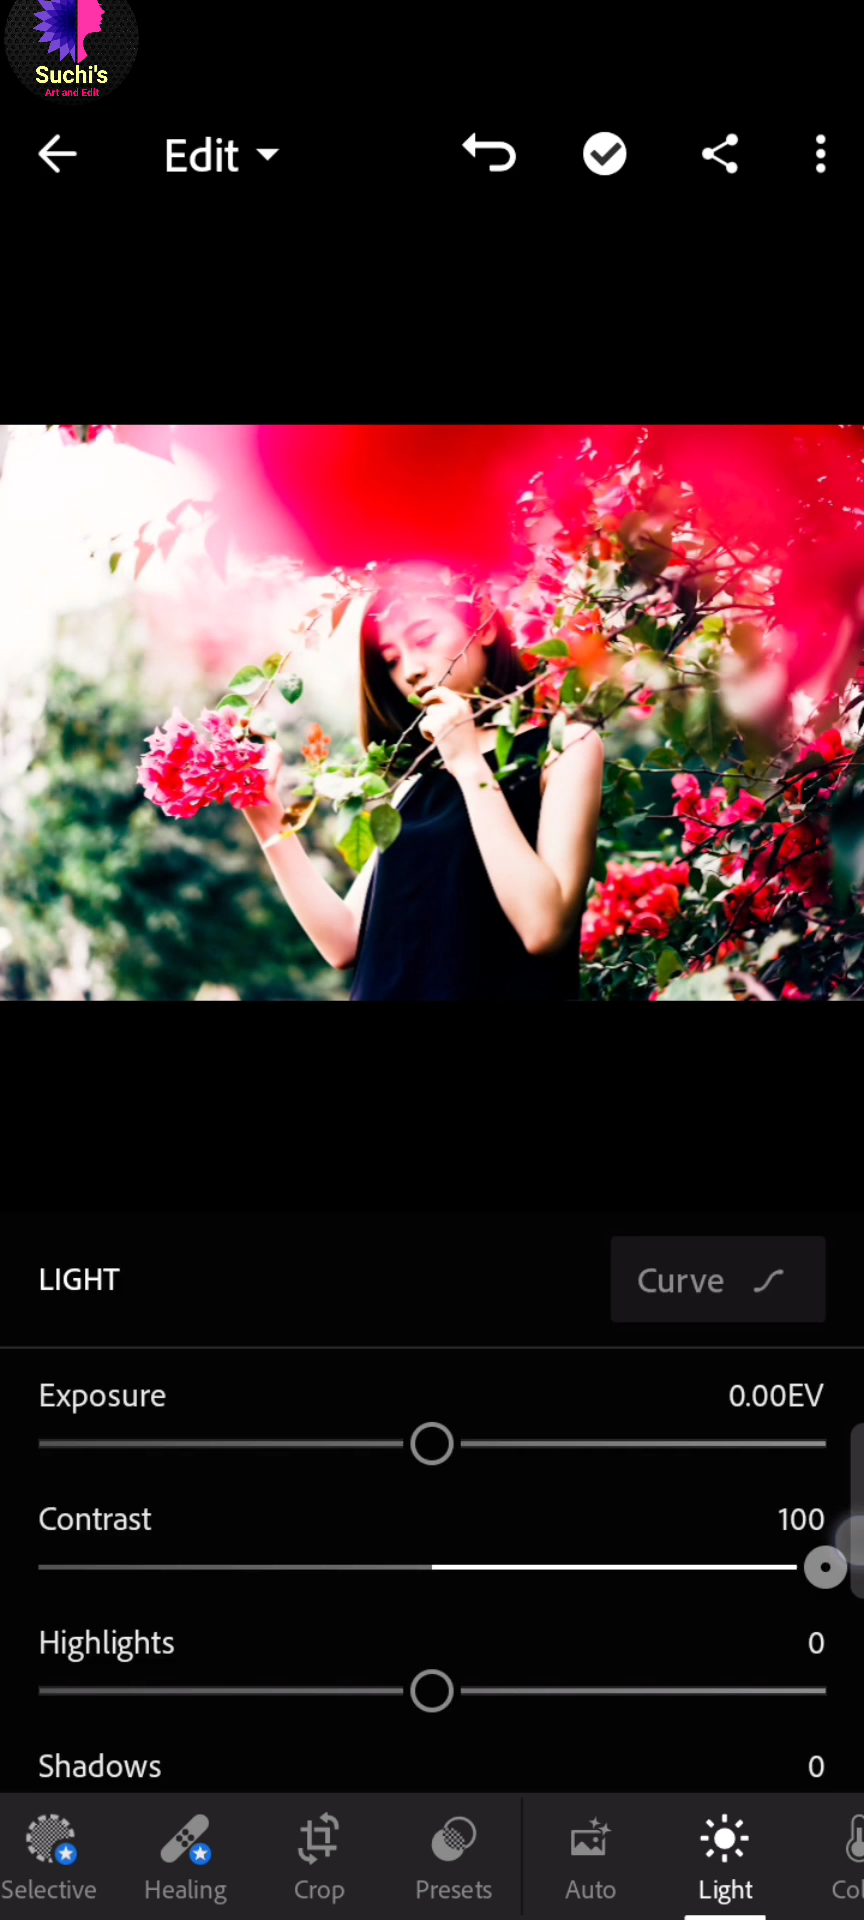 Suchi's
Art and Edit
Edit
LIGHT
Curve
Exposure
0.00EV
Contrast
100
Highlights
0
Shadows
0
Selective
Healing
Crop
Presets
Auto
Light
Col